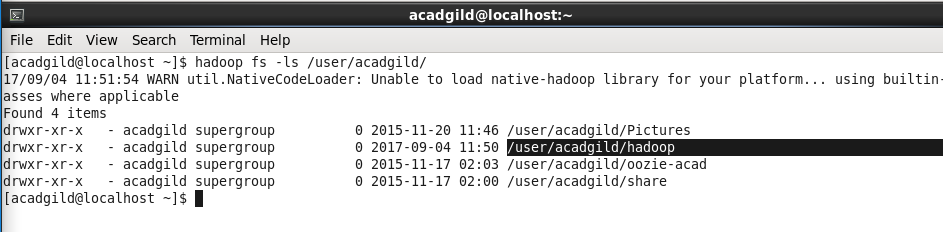 acadgild@localhost:~
File Edit View Search Terminal Help
[acadgild@localhost ~]$ hadoop fs -ls /user/acadgild/
17/09/04 11:51:54 WARN util.NativeCodeLoader: Unable to load native-hadoop library for your platform... using builtin-
asses where applicable
Found 4 items
drwxr-xr-x   - acadgild supergroup          0 2015-11-20 11:46 /user/acadgild/Pictures
drwxr-xr-x   - acadgild supergroup          0 2017-09-04 11:50 /user/acadgild/hadoop
drwxr-xr-x   - acadgild supergroup          0 2015-11-17 02:03 /user/acadgild/oozie-acad
drwxr-xr-x   - acadgild supergroup          0 2015-11-17 02:00 /user/acadgild/share
[acadgild@localhost ~]$